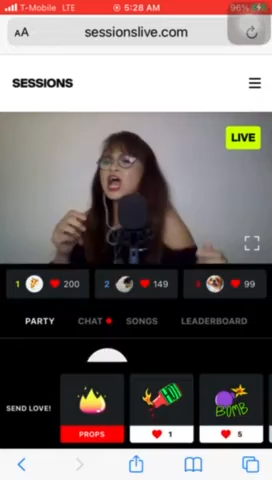 T-Mobile LTE 5:28 AM 96%
AA sessionslive.com
SESSIONS
LIVE
1 200 2 149 3 99
PARTY CHAT SONGS LEADERBOARD
SEND LOVE!
BOMB
PROPS 1 5